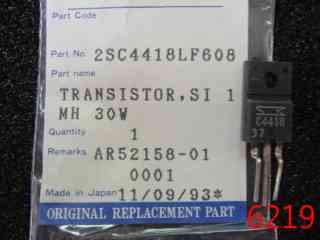 Part Code
Part No. 2SC4418LF608
Part name
TRANSISTOR,SI 1
MH 30W
Quantity 1
Remarks AR52158-01
0001
Made in Japan 11/09/93*
ORIGINAL REPLACEMENT PART
C4418
37
6219